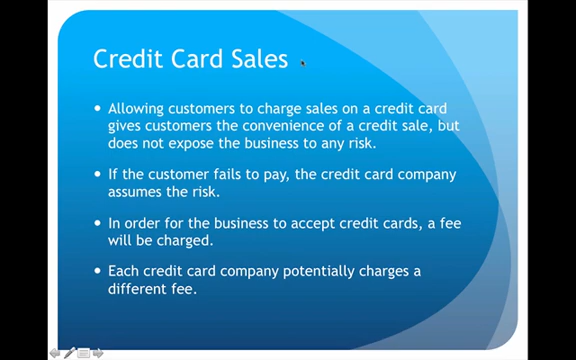 Credit Card Sales
• Allowing customers to charge sales on a credit card
gives customers the convenience of a credit sale, but
does not expose the business to any risk.
• If the customer fails to pay, the credit card company
assumes the risk.
• In order for the business to accept credit cards, a fee
will be charged.
• Each credit card company potentially charges a
different fee.